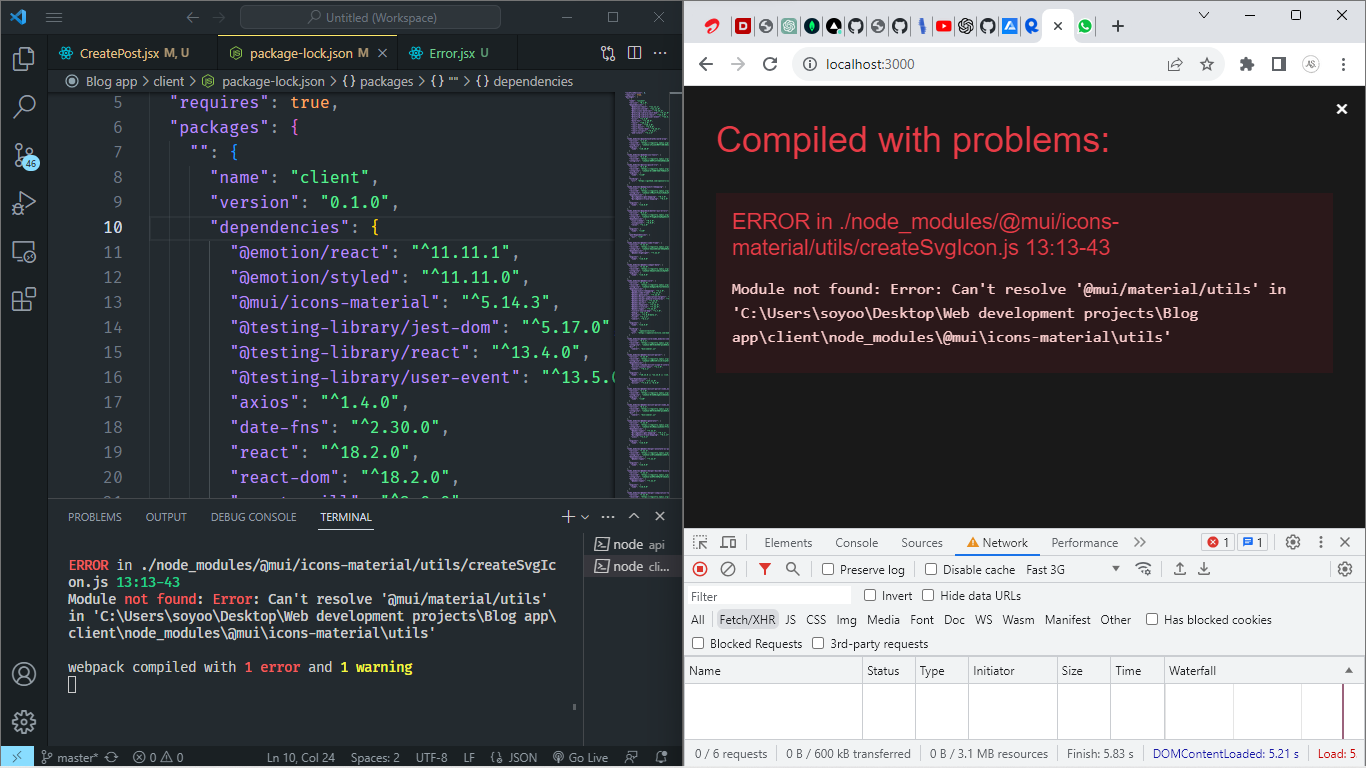 Untitled (Workspace)
CreatePost.jsx M, U
package-lock.json M
Error.jsx U
Blog app > client > package-lock.json > { } packages > { } "" > { } dependencies
5 "requires": true,
6 "packages": {
7 "": {
8 "name": "client",
9 "version": "0.1.0",
10 "dependencies": {
11 "@emotion/react": "^11.11.1",
12 "@emotion/styled": "^11.11.0",
13 "@mui/icons-material": "^5.14.3",
14 "@testing-library/jest-dom": "^5.17.0"
15 "@testing-library/react": "^13.4.0",
16 "@testing-library/user-event": "^13.5.0
17 "axios": "^1.4.0",
18 "date-fns": "^2.30.0",
19 "react": "^18.2.0",
20 "react-dom": "^18.2.0",
46
PROBLEMS OUTPUT DEBUG CONSOLE TERMINAL
node api
node cli...
ERROR in ./node_modules/@mui/icons-material/utils/createSvgIc
on.js 13:13-43
Module not found: Error: Can't resolve '@mui/material/utils'
in 'C:\Users\soyoo\Desktop\Web development projects\Blog app\
client\node_modules\@mui\icons-material\utils'
webpack compiled with 1 error and 1 warning
master* 0 0 Ln 10, Col 24 Spaces: 2 UTF-8 LF { } JSON Go Live
localhost:3000
AS
Compiled with problems:
ERROR in ./node_modules/@mui/icons-
material/utils/createSvgIcon.js 13:13-43
Module not found: Error: Can't resolve '@mui/material/utils' in
'C:\Users\soyoo\Desktop\Web development projects\Blog
app\client\node_modules\@mui\icons-material\utils'
Elements Console Sources Network Performance 1 1
Preserve log Disable cache Fast 3G
Filter Invert Hide data URLs
All Fetch/XHR JS CSS Img Media Font Doc WS Wasm Manifest Other Has blocked cookies
Blocked Requests 3rd-party requests
Name Status Type Initiator Size Time Waterfall
0 / 6 requests 0 B / 600 kB transferred 0 B / 3.1 MB resources Finish: 5.83 s DOMContentLoaded: 5.21 s Load: 5